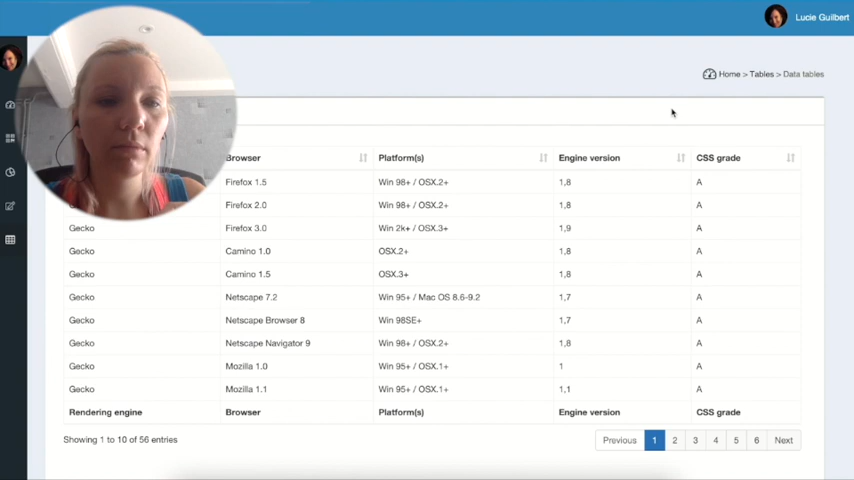 Lucie Guilbert
Home > Tables > Data tables
Browser Platform(s) Engine version CSS grade
Firefox 1.5 Win 98+ / OSX.2+ 1,8 A
Firefox 2.0 Win 98+ / OSX.2+ 1,8 A
Gecko Firefox 3.0 Win 2k+ / OSX.3+ 1,9 A
Gecko Camino 1.0 OSX.2+ 1,8 A
Gecko Camino 1.5 OSX.3+ 1,8 A
Gecko Netscape 7.2 Win 95+ / Mac OS 8.6-9.2 1,7 A
Gecko Netscape Browser 8 Win 98SE+ 1,7 A
Gecko Netscape Navigator 9 Win 98+ / OSX.2+ 1,8 A
Gecko Mozilla 1.0 Win 95+ / OSX.1+ 1 A
Gecko Mozilla 1.1 Win 95+ / OSX.1+ 1,1 A
Rendering engine Browser Platform(s) Engine version CSS grade
Showing 1 to 10 of 56 entries Previous 1 2 3 4 5 6 Next